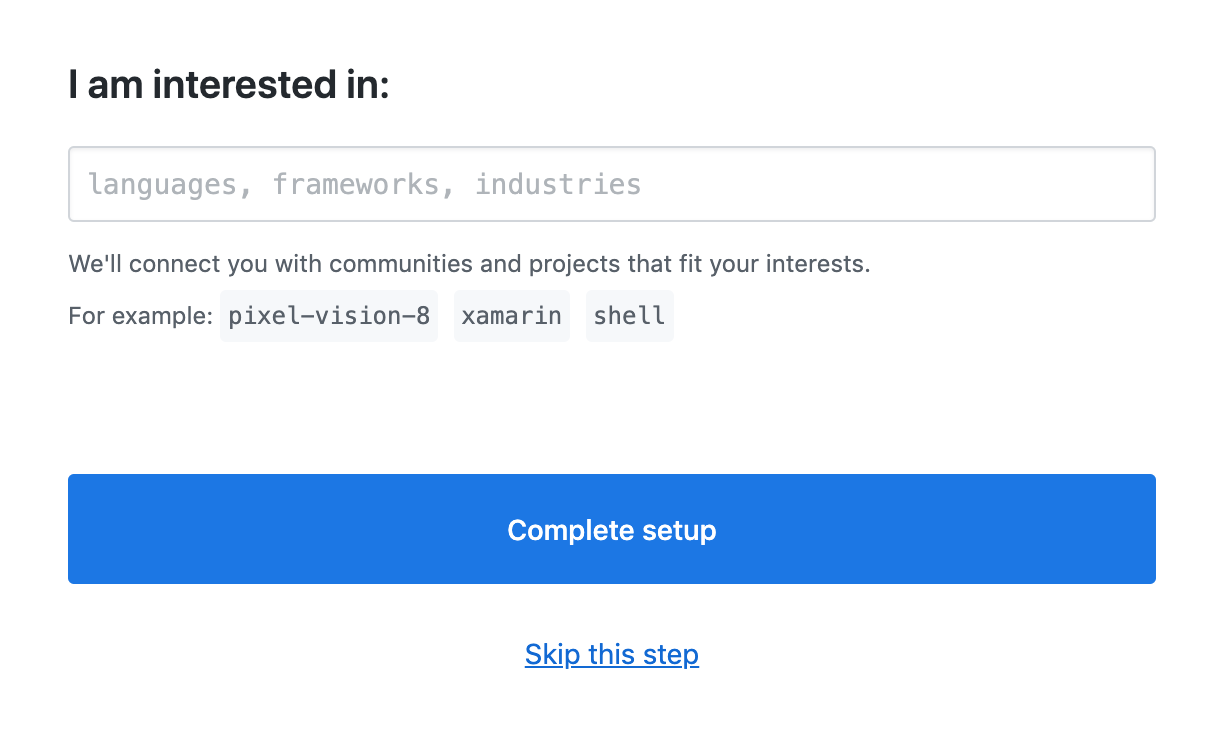 I am interested in:
languages, frameworks, industries
We'll connect you with communities and projects that fit your interests.
For example: pixel-vision-8 xamarin shell
Complete setup
Skip this step